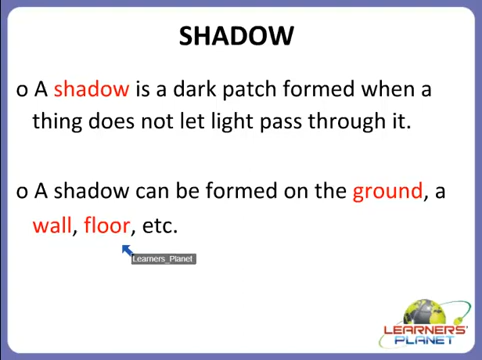 SHADOW
o A shadow is a dark patch formed when a
thing does not let light pass through it.
o A shadow can be formed on the ground, a
wall, floor, etc.
Learners_Planet
LEARNERS'
PLANET